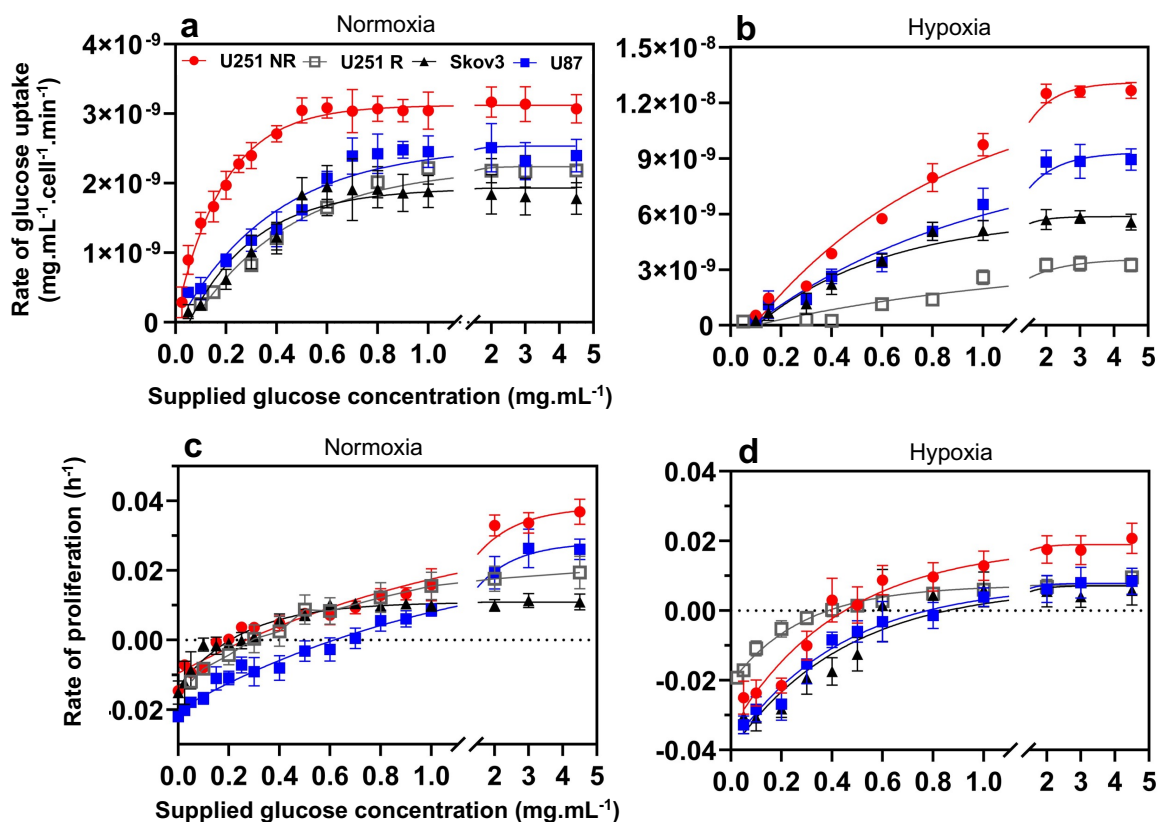 a
Normoxia
b
Hypoxia
U251 NR
U251 R
Skov3
U87
Rate of glucose uptake
(mg.mL⁻¹.cell⁻¹.min⁻¹)
4×10⁻⁹
3×10⁻⁹
2×10⁻⁹
1×10⁻⁹
0
0.0 0.2 0.4 0.6 0.8 1.0 2 3 4 5
1.5×10⁻⁸
1.2×10⁻⁸
9×10⁻⁹
6×10⁻⁹
3×10⁻⁹
0
0.0 0.2 0.4 0.6 0.8 1.0 2 3 4 5
Supplied glucose concentration (mg.mL⁻¹)
c
Normoxia
d
Hypoxia
Rate of proliferation (h⁻¹)
0.04
0.02
0.00
-0.02
0.0 0.2 0.4 0.6 0.8 1.0 2 3 4 5
0.04
0.02
0.00
-0.02
-0.04
0.0 0.2 0.4 0.6 0.8 1.0 2 3 4 5
Supplied glucose concentration (mg.mL⁻¹)